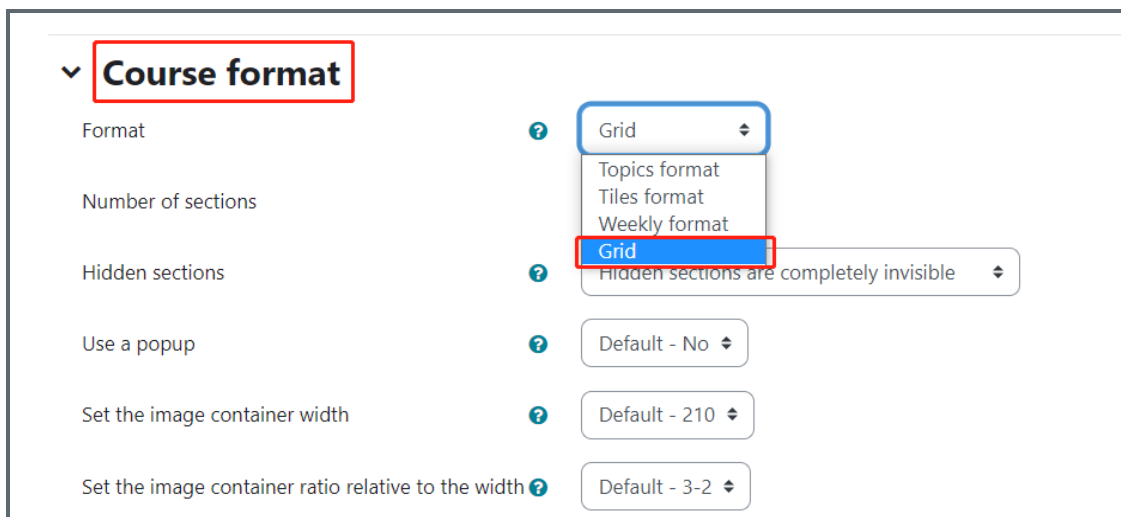 Course format
Format
Grid
Topics format
Tiles format
Weekly format
Grid
Number of sections
Hidden sections
Hidden sections are completely invisible
Use a popup
Default - No
Set the image container width
Default - 210
Set the image container ratio relative to the width
Default - 3-2